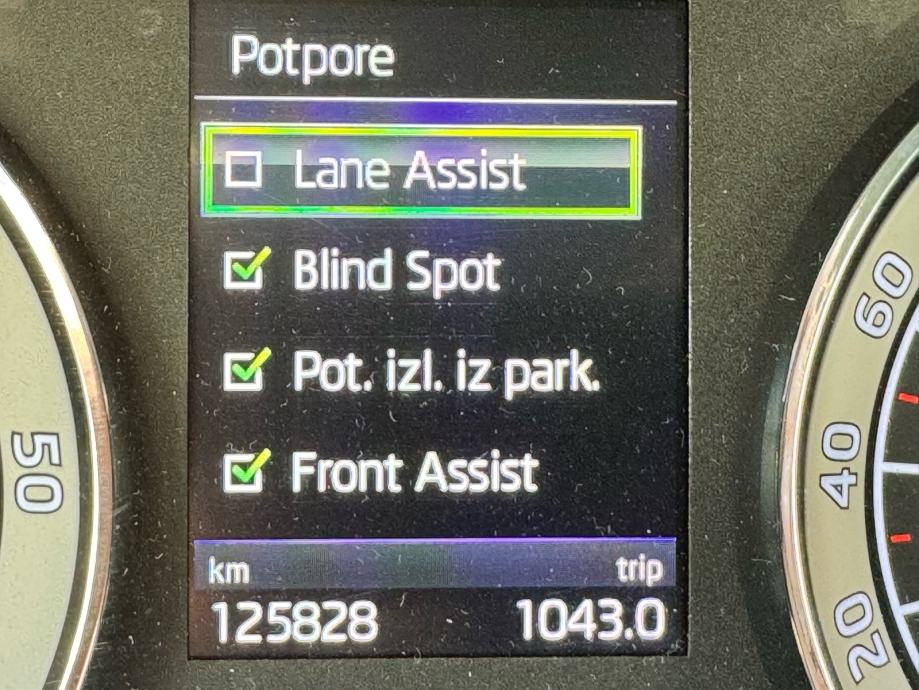 Potpore
Lane Assist
Blind Spot
Pot. izl. iz park.
Front Assist
km trip
125828 1043.0
50
60
40
20